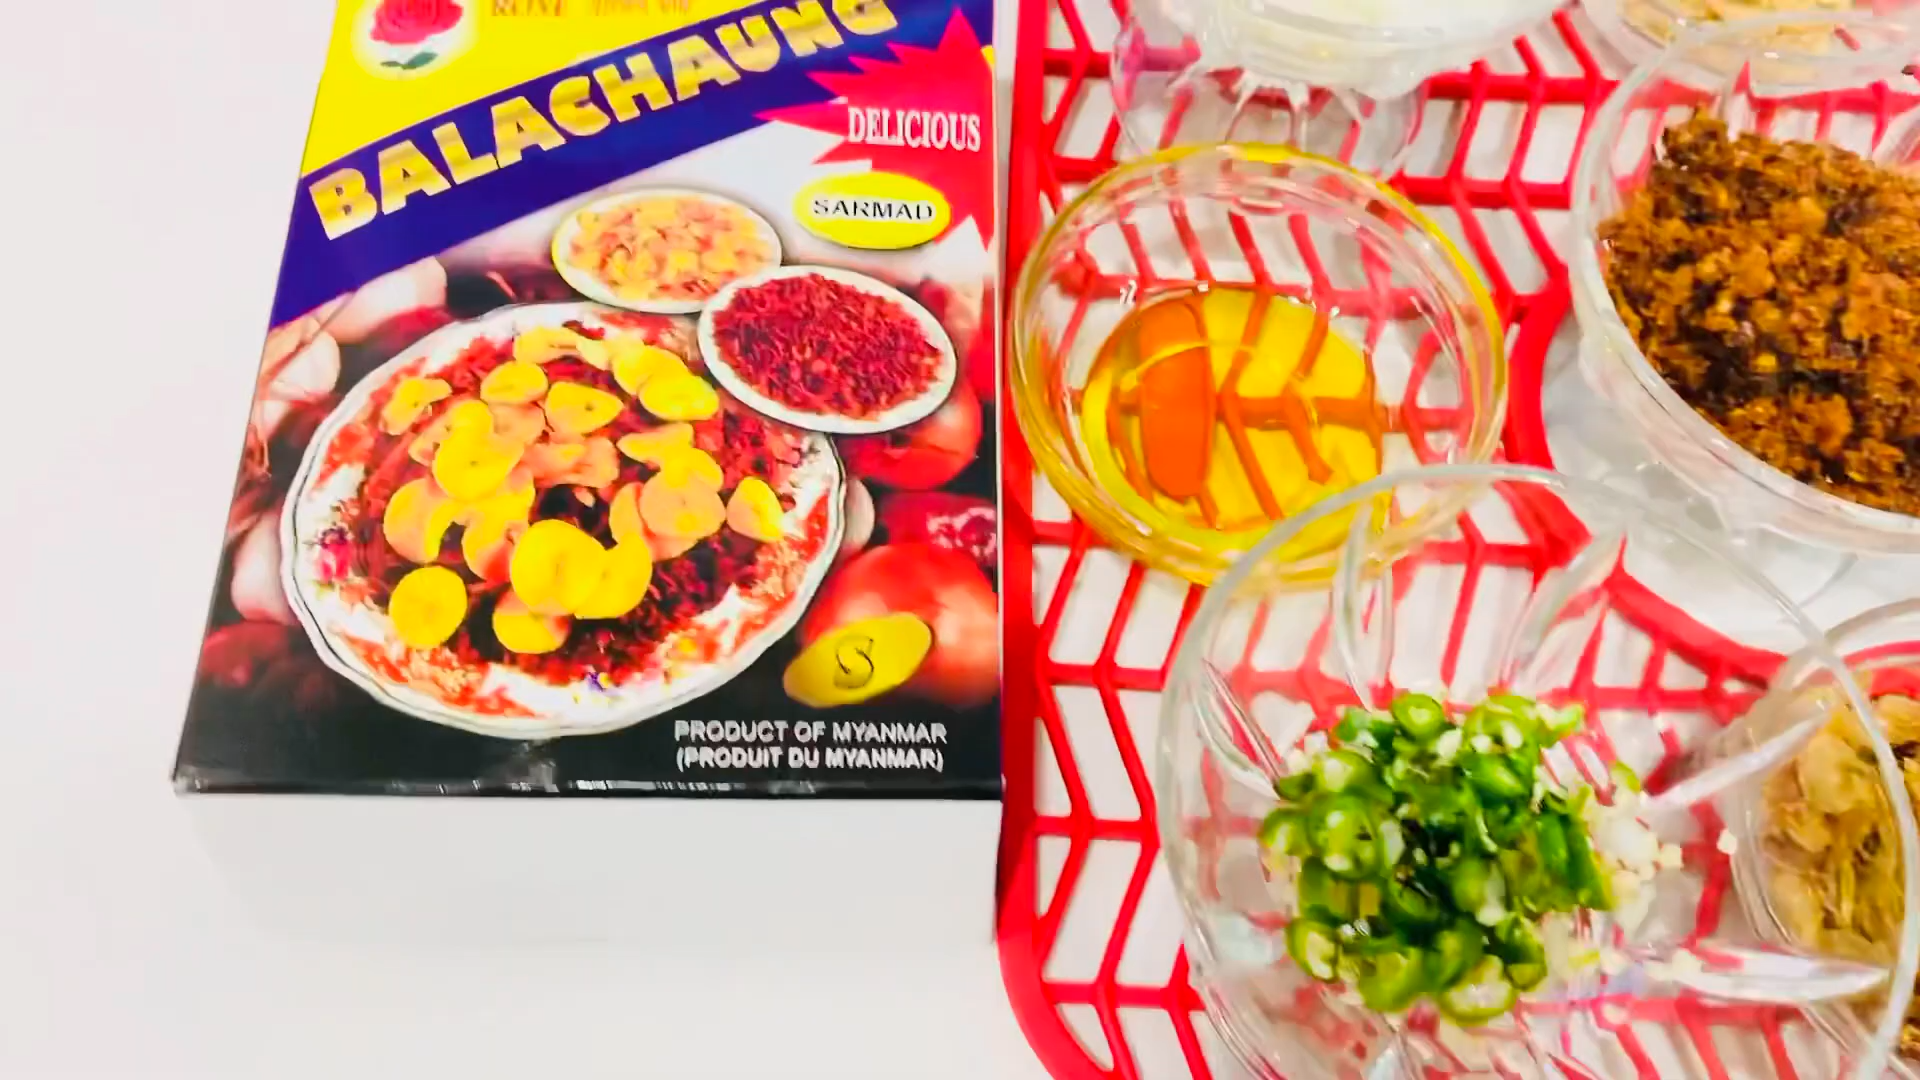 BALACHAUNG
DELICIOUS
SARMAD
S
PRODUCT OF MYANMAR
(PRODUIT DU MYANMAR)